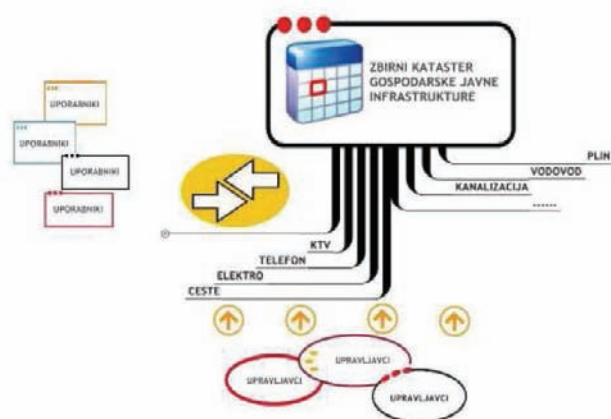 ZBIRNI KATASTER
GOSPODARSKE JAVNE
INFRASTRUKTURE
UPORABNIKI
UPORABNIKI
UPORABNIKI
UPORABNIKI
PLIN
VODOVOD
KANALIZACIJA
......
KTV
TELEFON
ELEKTRO
CESTE
UPRAVLJAVCI
UPRAVLJAVCI
UPRAVLJAVCI